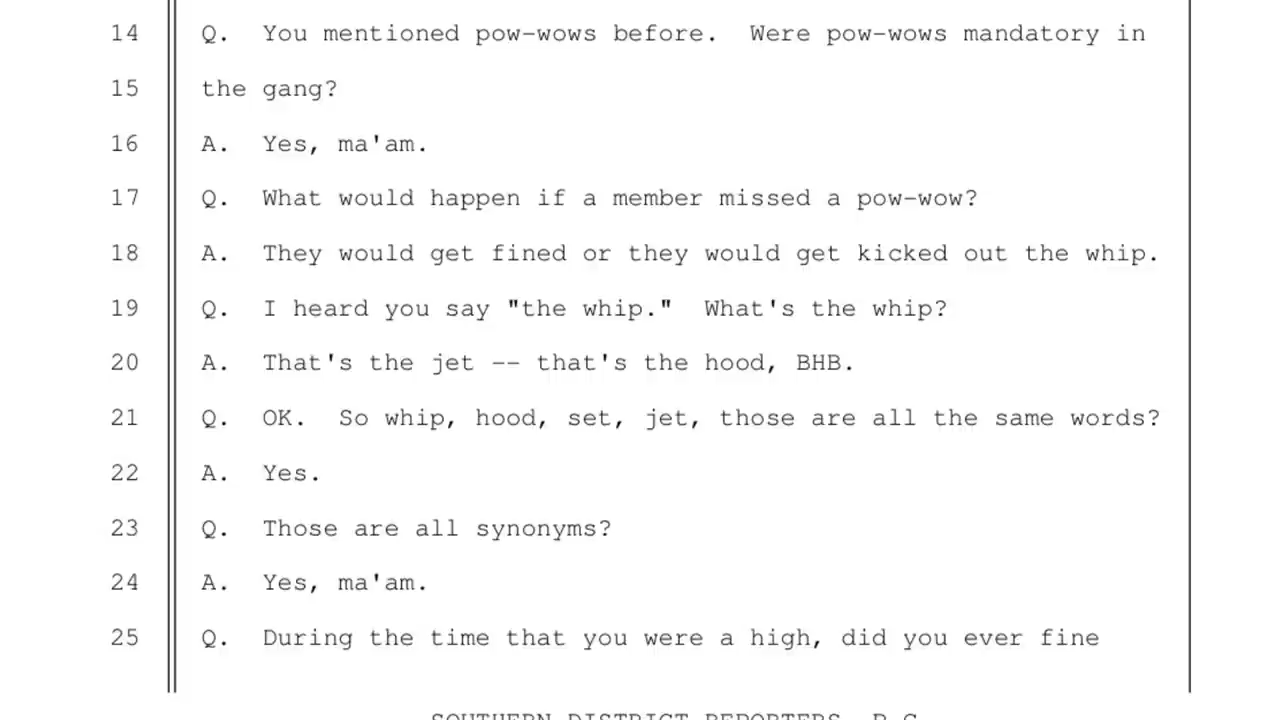 14 Q. You mentioned pow-wows before. Were pow-wows mandatory in
15 the gang?
16 A. Yes, ma'am.
17 Q. What would happen if a member missed a pow-wow?
18 A. They would get fined or they would get kicked out the whip.
19 Q. I heard you say "the whip." What's the whip?
20 A. That's the jet -- that's the hood, BHB.
21 Q. OK. So whip, hood, set, jet, those are all the same words?
22 A. Yes.
23 Q. Those are all synonyms?
24 A. Yes, ma'am.
25 Q. During the time that you were a high, did you ever fine
SOUTHERN DISTRICT REPORTERS, P.C.